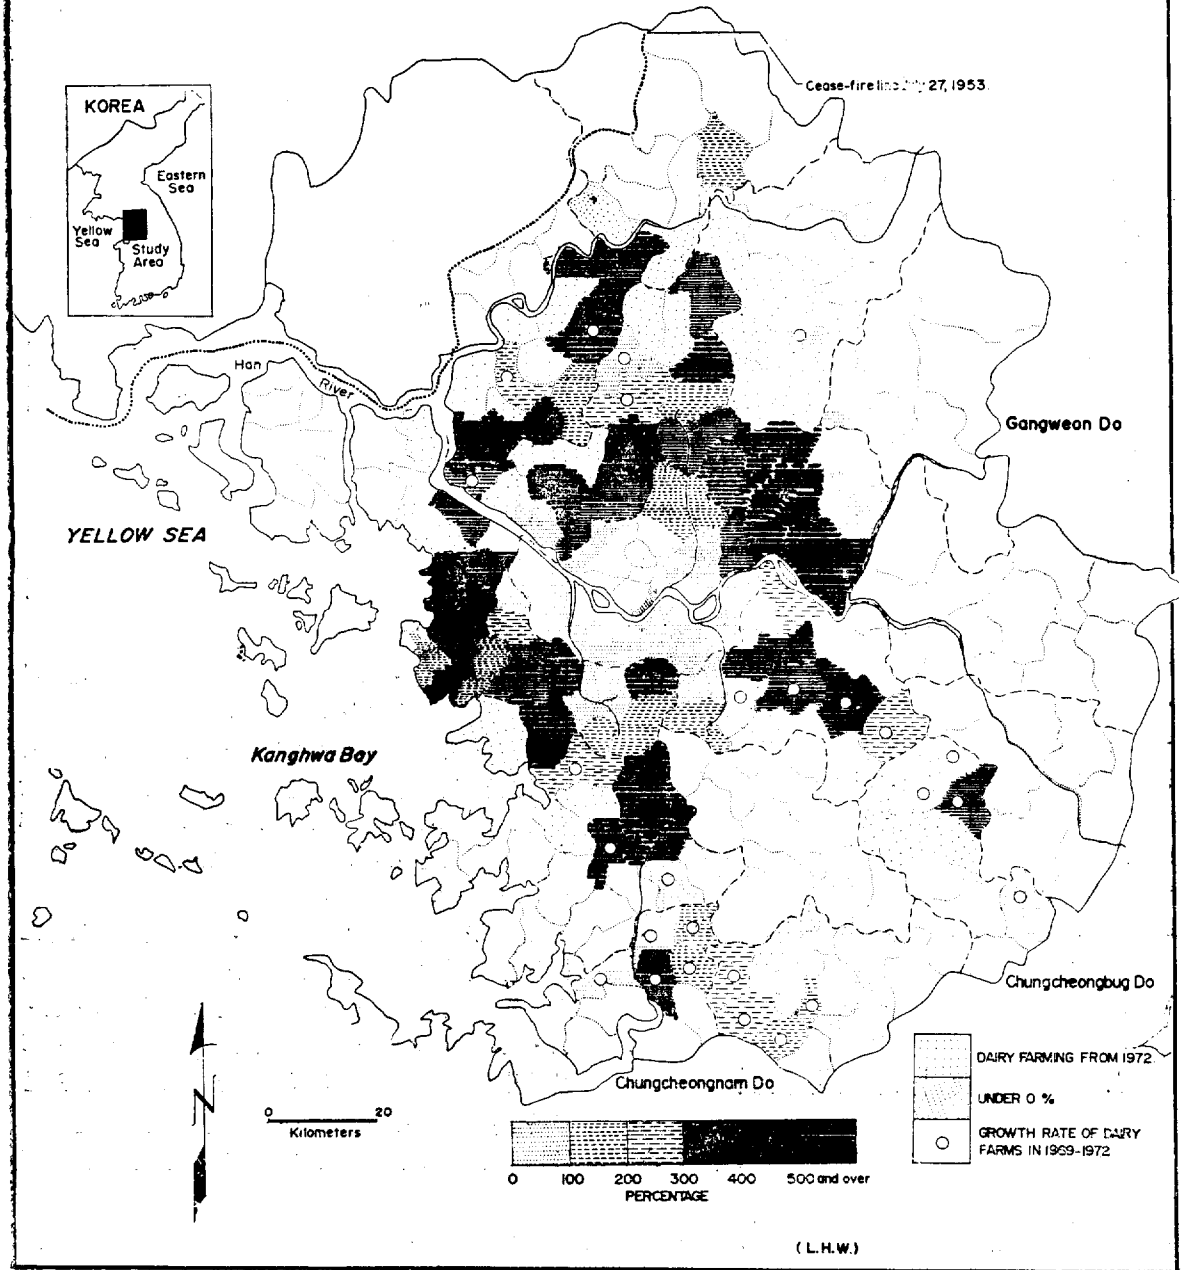 Cease-fire line 27, 1953.
KOREA
Eastern
Sea
Yellow
Sea
Study
Area
Han
River
Gangweon Do
YELLOW SEA
Kanghwa Bay
Chungcheongbug Do
N
Chungcheongnam Do
0 20
Kilometers
DAIRY FARMING FROM 1972
UNDER 0 %
GROWTH RATE OF DAIRY
FARMS IN 1969-1972
0 100 200 300 400 500 and over
PERCENTAGE
(L.H.W.)